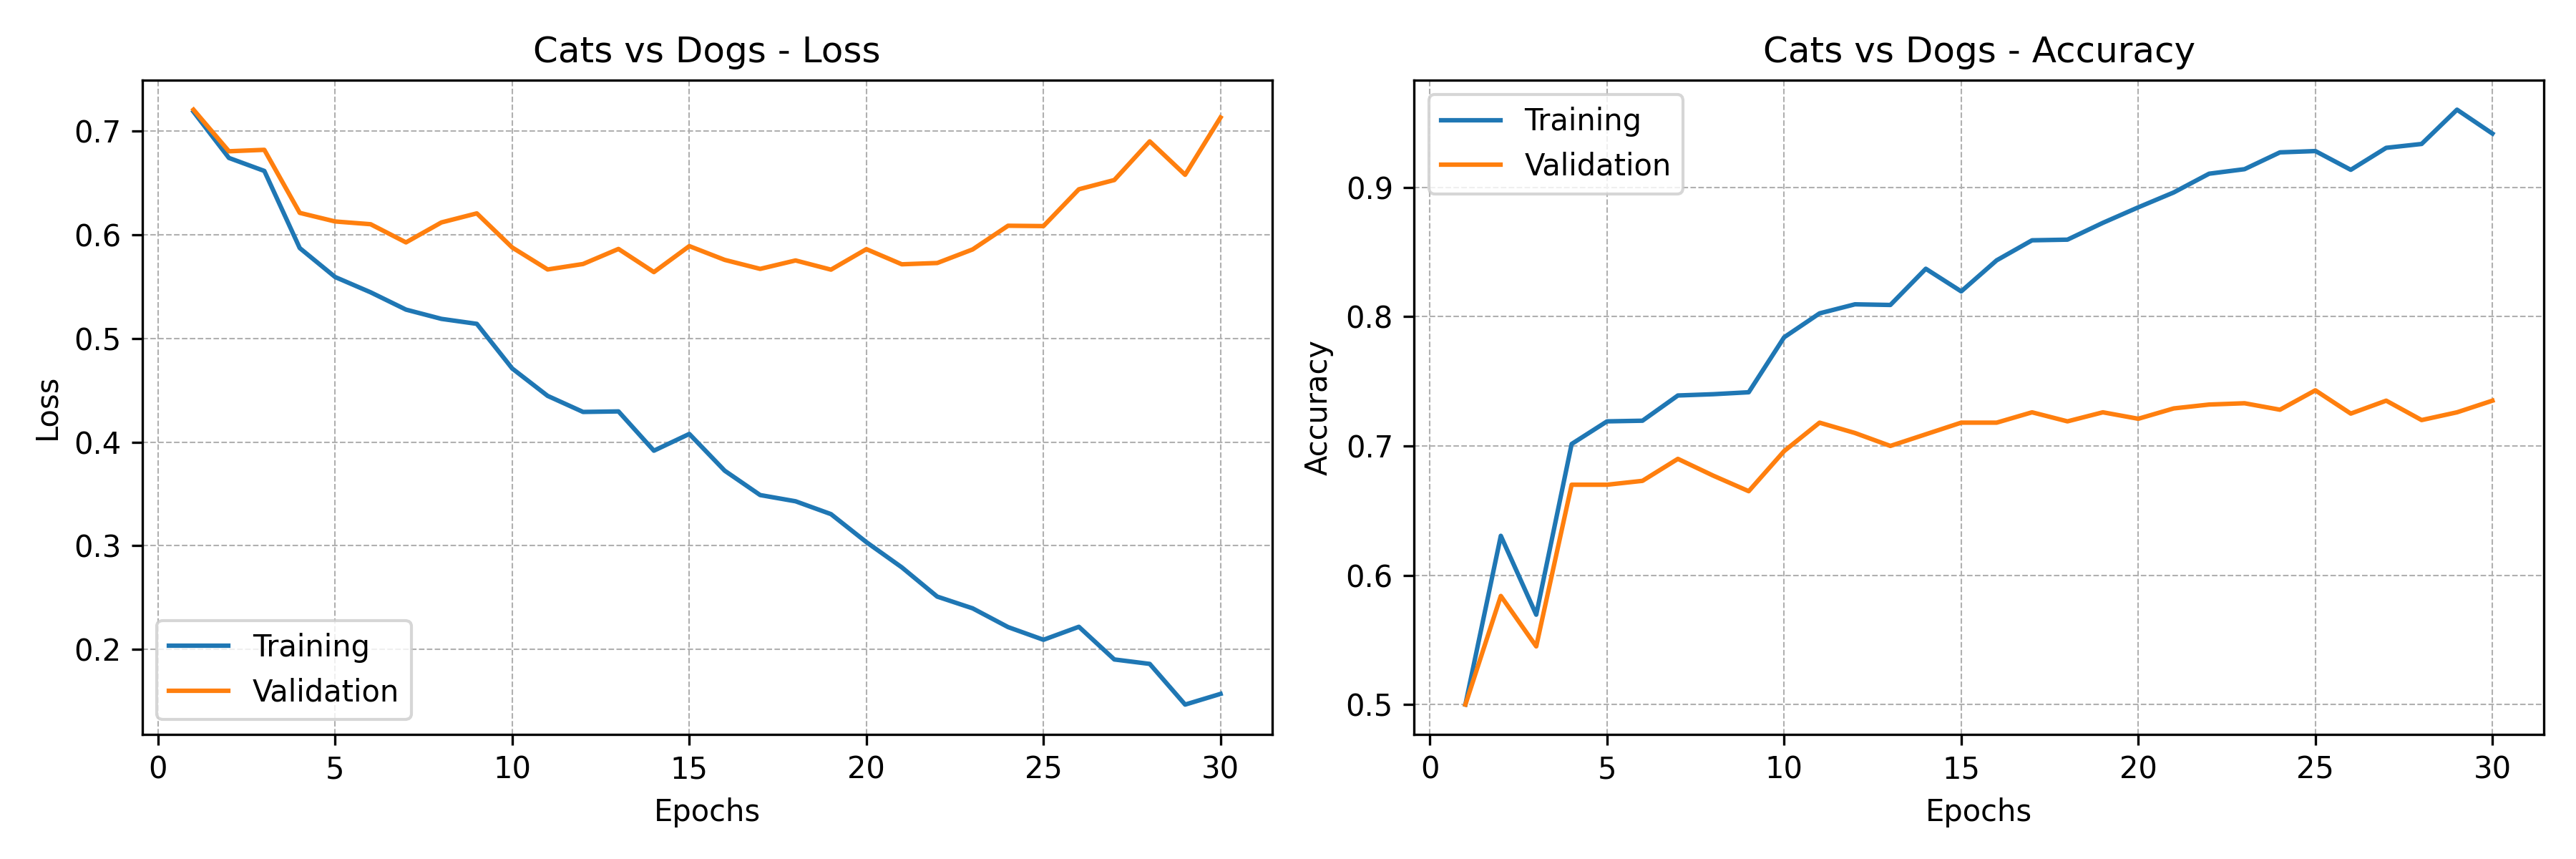 Cats vs Dogs - Loss
Loss
0.7
0.6
0.5
0.4
0.3
0.2
Training
Validation
0 5 10 15 20 25 30
Epochs
Cats vs Dogs - Accuracy
Accuracy
Training
Validation
0.9
0.8
0.7
0.6
0.5
0 5 10 15 20 25 30
Epochs